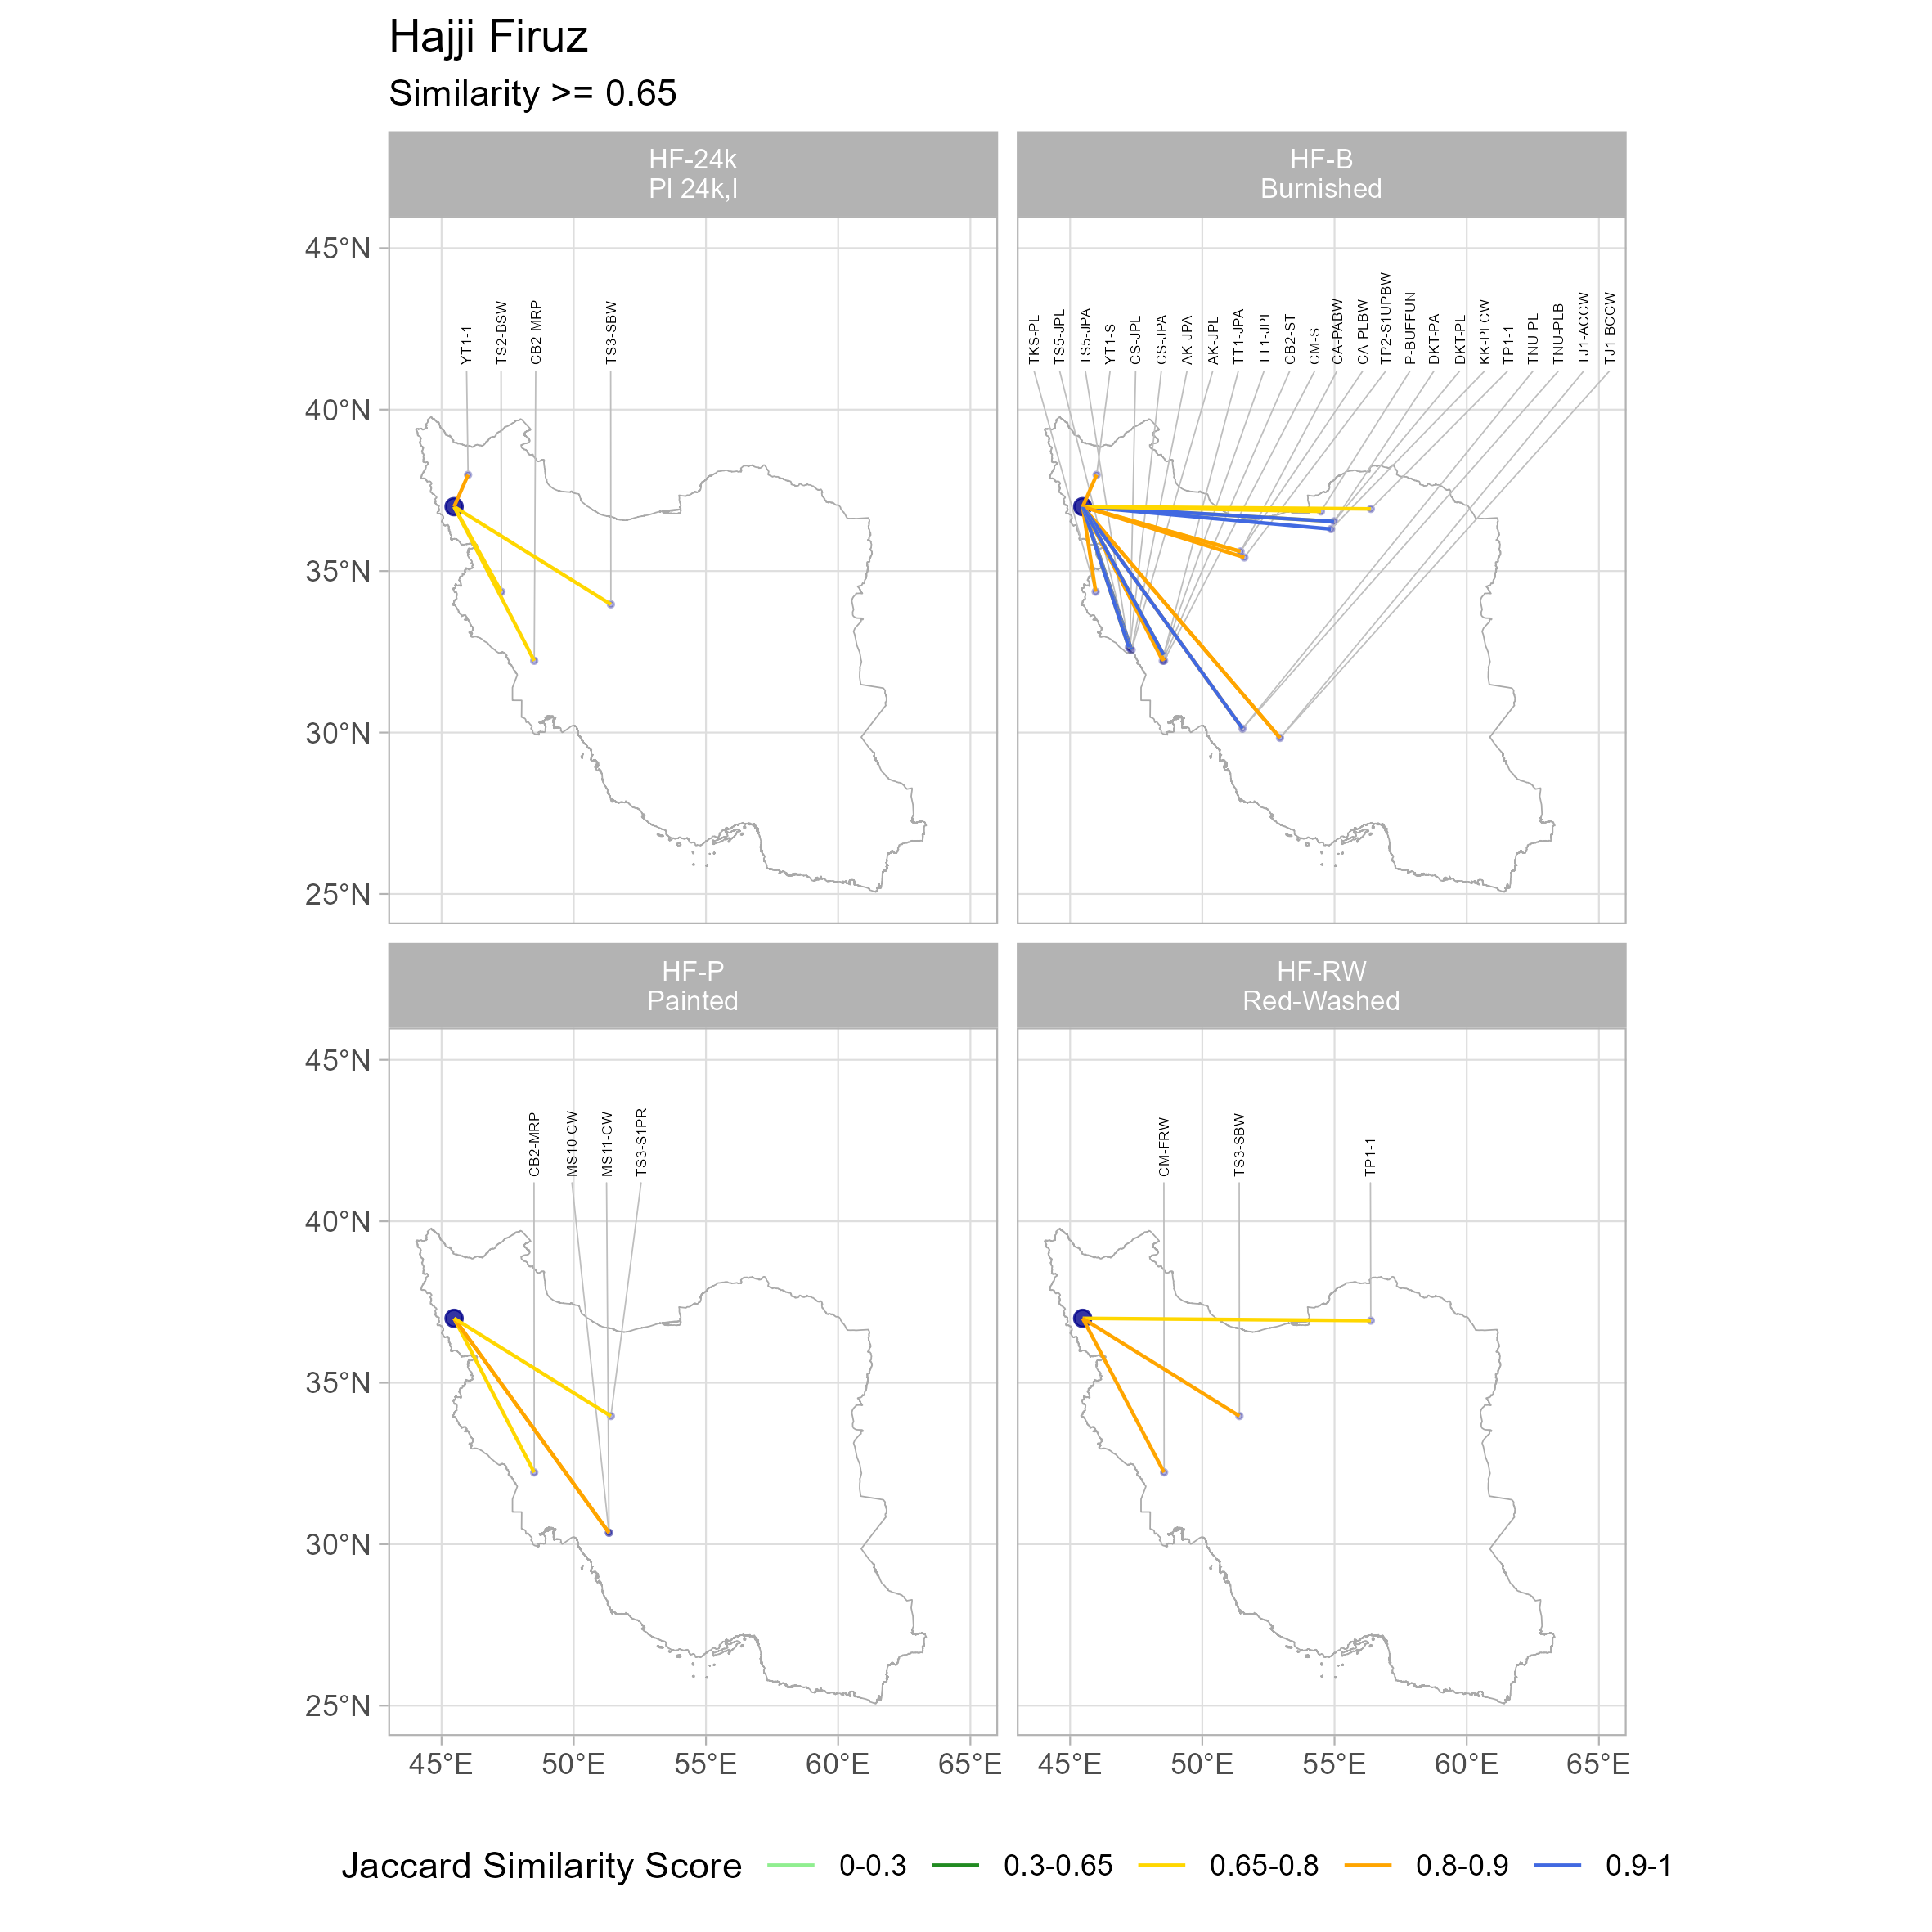 Hajji Firuz
Similarity >= 0.65
HF-24k
Pl 24k,l
HF-B
Burnished
45°N
40°N
35°N
30°N
25°N
YT1-1
TS2-BSW
CB2-MRP
TS3-SBW
TKS-PL
TS5-JPL
TS5-JPA
YT1-S
CS-JPL
CS-JPA
AK-JPA
AK-JPL
TT1-JPA
TT1-JPL
CB2-ST
CM-S
CA-PABW
CA-PLBW
TP2-S1UPBW
P-BUFFUN
DKT-PA
DKT-PL
KK-PLCW
TP1-1
TNU-PL
TNU-PLB
TJ1-ACCW
TJ1-BCCW
HF-P
Painted
HF-RW
Red-Washed
45°N
40°N
35°N
30°N
25°N
CB2-MRP
MS10-CW
MS11-CW
TS3-S1PR
CM-FRW
TS3-SBW
TP1-1
45°E 50°E 55°E 60°E 65°E
45°E 50°E 55°E 60°E 65°E
Jaccard Similarity Score 0-0.3 0.3-0.65 0.65-0.8 0.8-0.9 0.9-1